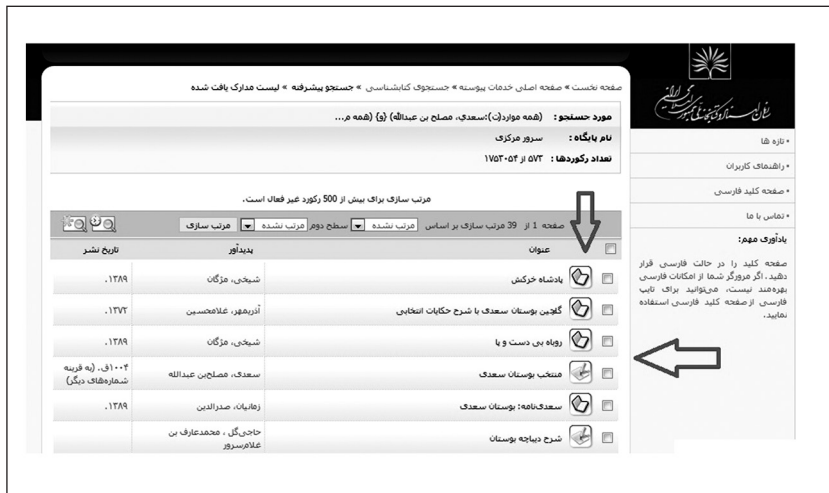 صفحه نخست » صفحه اصلی خدمات پیوسته » جستجوی کتابشناسی » جستجو پیشرفته » لیست مدارک یافت شده
مورد جستجو : (همه موارد(ت):سعدي، مصلح بن عبدالله) {و} (همه م...
نام پایگاه : سرور مرکزی
تعداد رکوردها : ۵۷۳ از ۱۷۵۳۰۵۴
مرتب سازی برای بیش از 500 رکورد غیر فعال است.
صفحه 1 از 39 مرتب سازی بر اساس مرتب نشده سطح دوم مرتب نشده مرتب سازی
عنوان پدیدآور تاریخ نشر
پادشاه خرکش شیخی، مژگان ۱۳۸۹.
گلچین بوستان سعدی با شرح حکایات انتخابی آذریمهر، غلامحسین ۱۳۷۲.
روباه بی دست و پا شیخی، مژگان ۱۳۸۹.
منتخب بوستان سعدی سعدی، مصلح‌بن عبدالله ۱۰۰۴ق. (به قرینه
شماره‌های دیگر)
سعدی‌نامه: بوستان سعدی زمانیان، صدرالدین ۱۳۸۹.
شرح دیباچه بوستان حاجی‌گل ، محمدعارف بن
غلام‌سرور
• تازه ها
• راهنمای کاربران
• صفحه کلید فارسی
• تماس با ما
یادآوری مهم:
صفحه کلید را در حالت فارسی قرار
دهید. اگر مرورگر شما از امکانات فارسی
بهره‌مند نیست، می‌توانید برای تایپ
فارسی از صفحه کلید فارسی استفاده
نمایید.